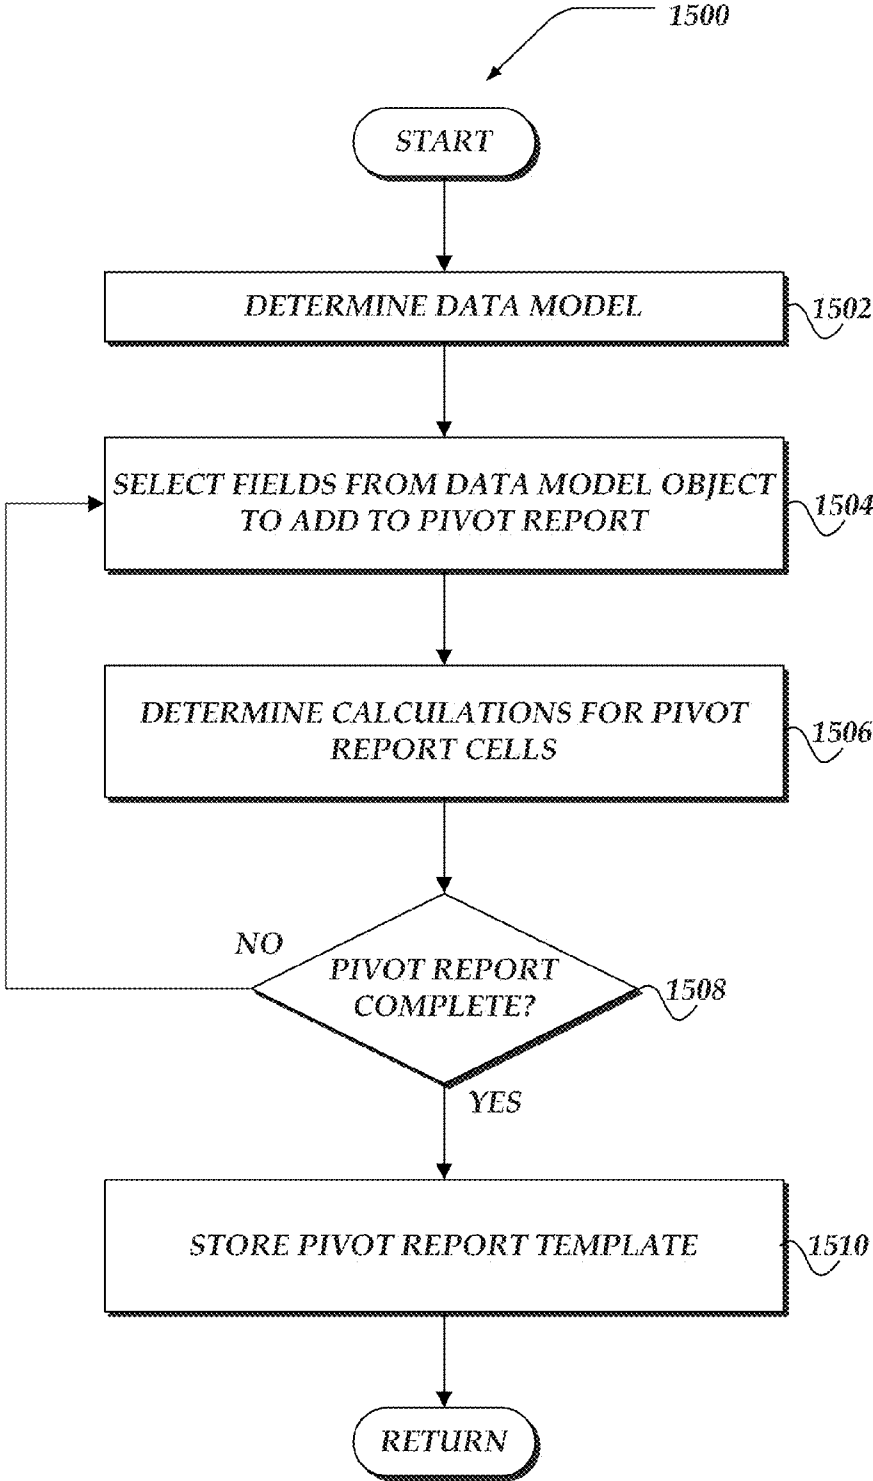 1500
START
DETERMINE DATA MODEL
1502
SELECT FIELDS FROM DATA MODEL OBJECT
TO ADD TO PIVOT REPORT
1504
DETERMINE CALCULATIONS FOR PIVOT
REPORT CELLS
1506
NO
PIVOT REPORT
COMPLETE?
1508
YES
STORE PIVOT REPORT TEMPLATE
1510
RETURN